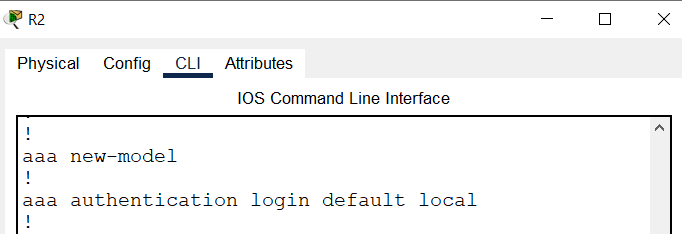 R2
Physical Config CLI Attributes
IOS Command Line Interface
!
aaa new-model
!
aaa authentication login default local
!